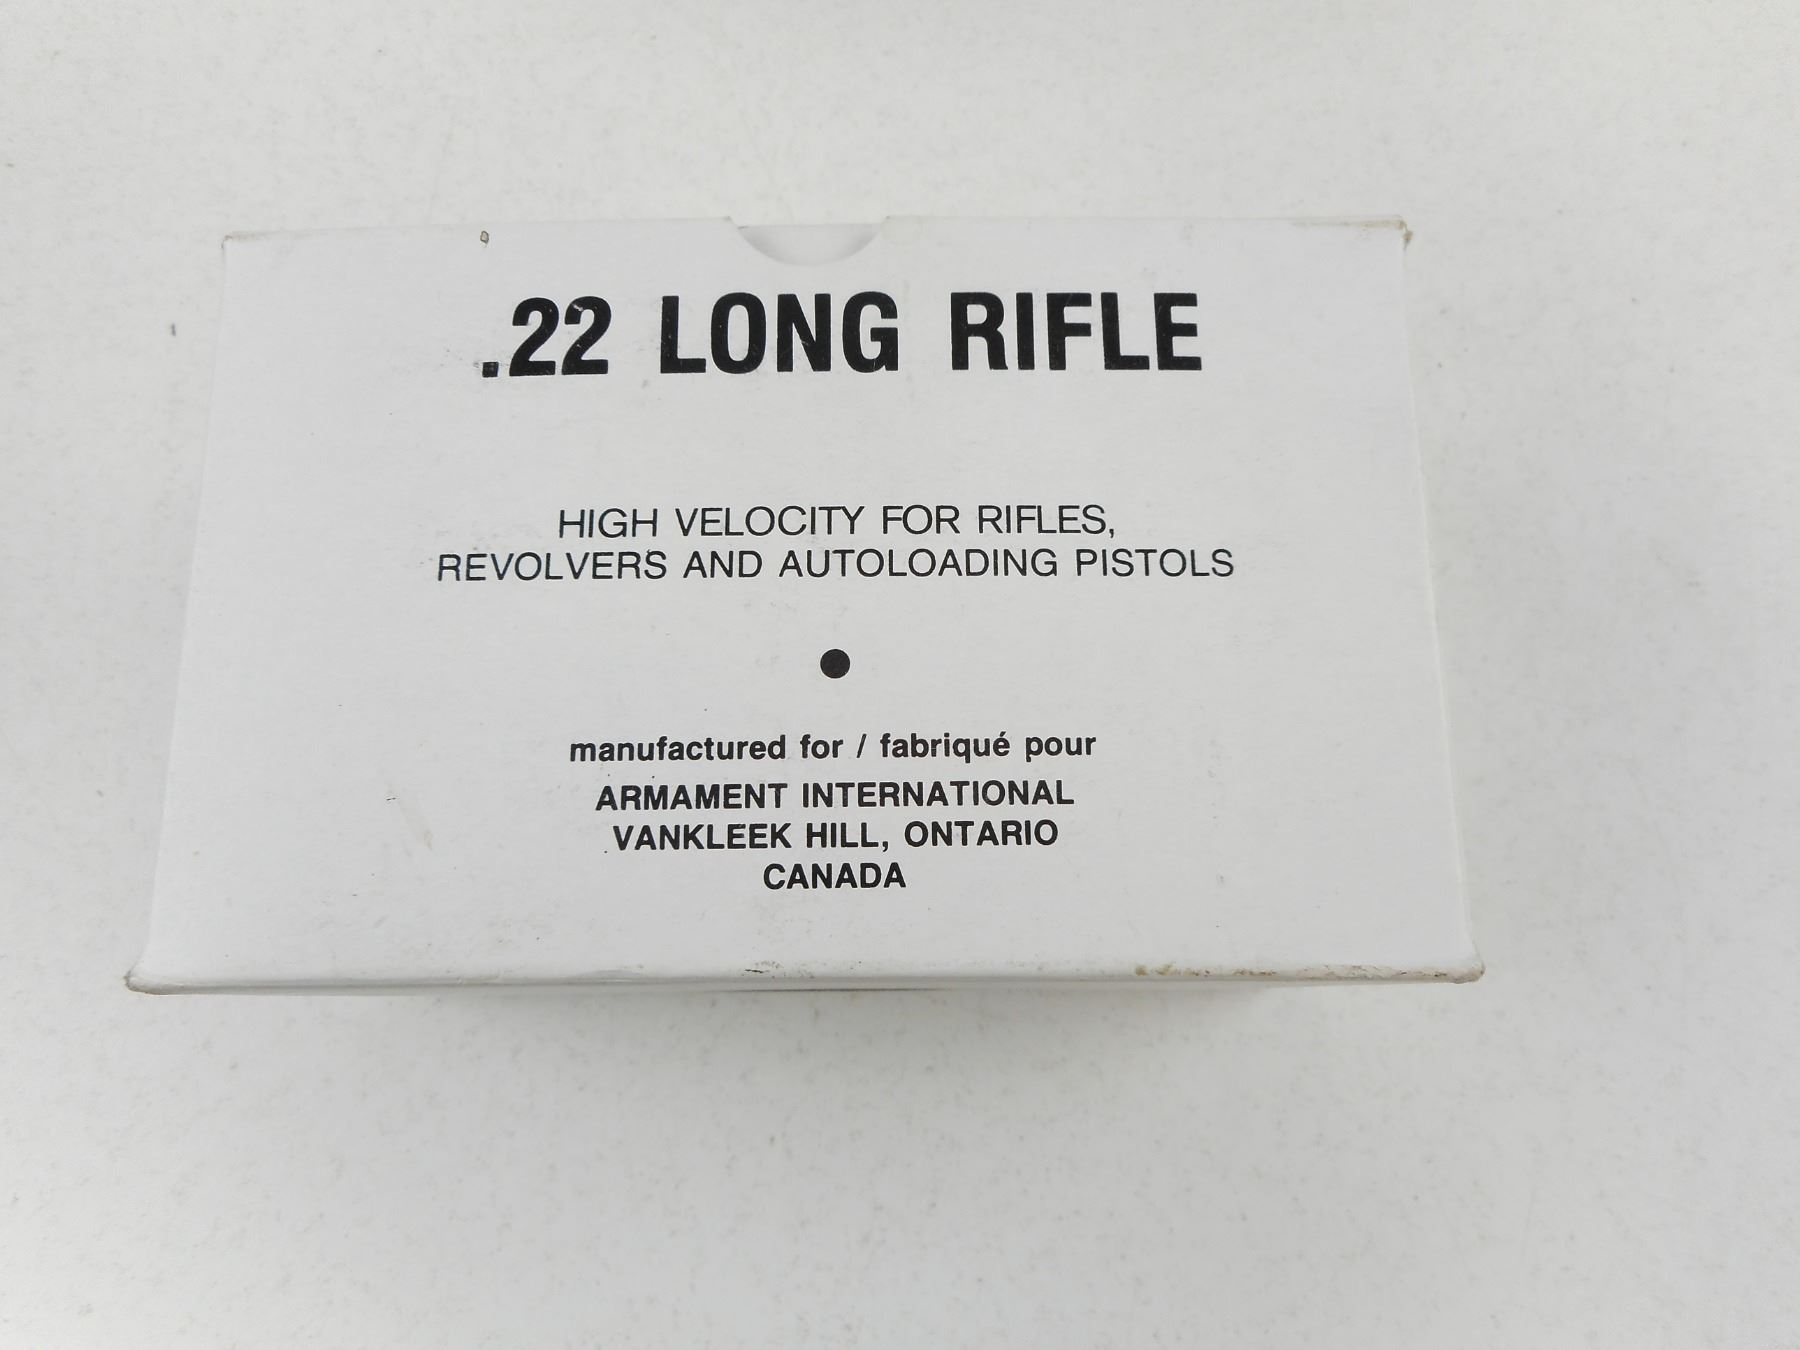 .22 LONG RIFLE
HIGH VELOCITY FOR RIFLES,
REVOLVERS AND AUTOLOADING PISTOLS
manufactured for / fabriqué pour
ARMAMENT INTERNATIONAL
VANKLEEK HILL, ONTARIO
CANADA